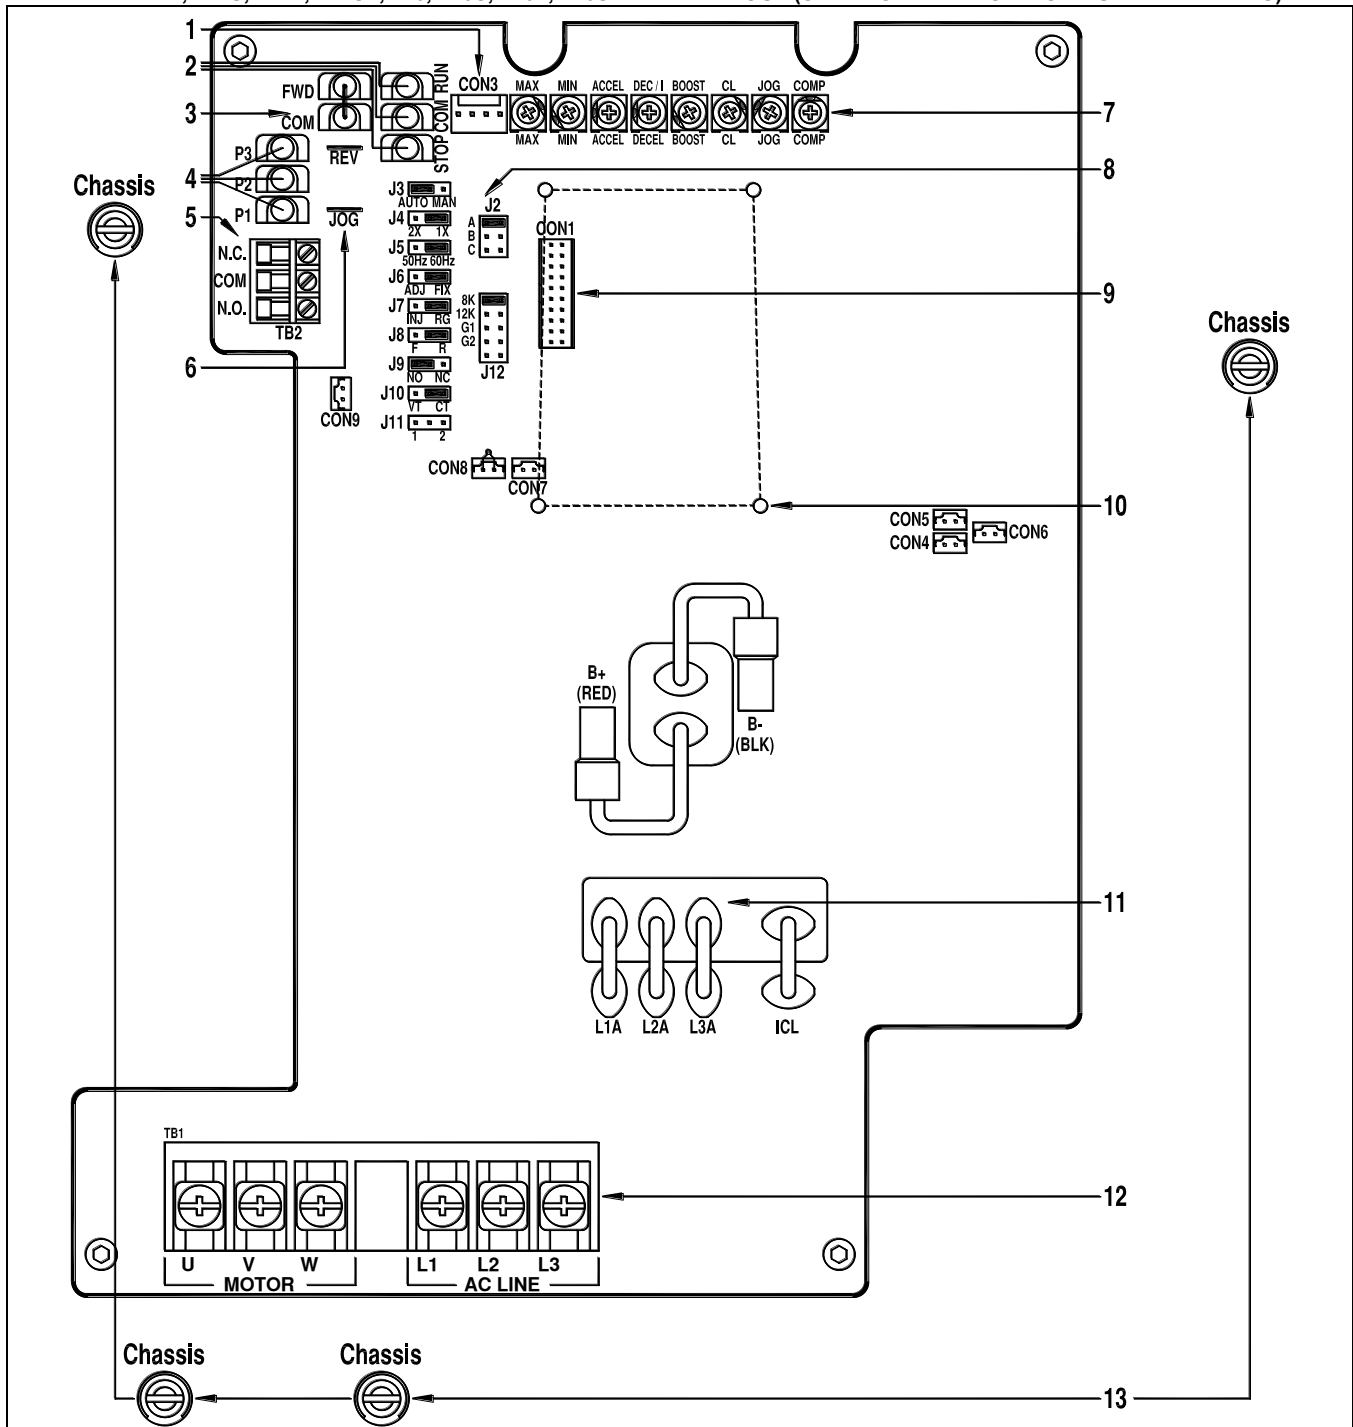 1
2
3
4
5
6
FWD
COM
REV
JOG
P3
P2
P1
RUN
COM
STOP
CON3
MAX MIN ACCEL DEC/I BOOST CL JOG COMP
MAX MIN ACCEL DECEL BOOST CL JOG COMP
7
8
9
10
11
12
13
Chassis
N.C.
COM
N.O.
TB2
CON9
J3
AUTO MAN
J4
2X 1X
J5
50Hz 60Hz
J6
ADJ FIX
J7
INJ RG
J8
F R
J9
NO NC
J10
VT CT
J11
1 2
J2
A
B
C
8K
12K
G1
G2
J12
CON1
CON8
CON7
CON5
CON4
CON6
Chassis
B+
(RED)
B-
(BLK)
L1A L2A L3A ICL
TB1
U V W L1 L2 L3
MOTOR AC LINE
Chassis Chassis